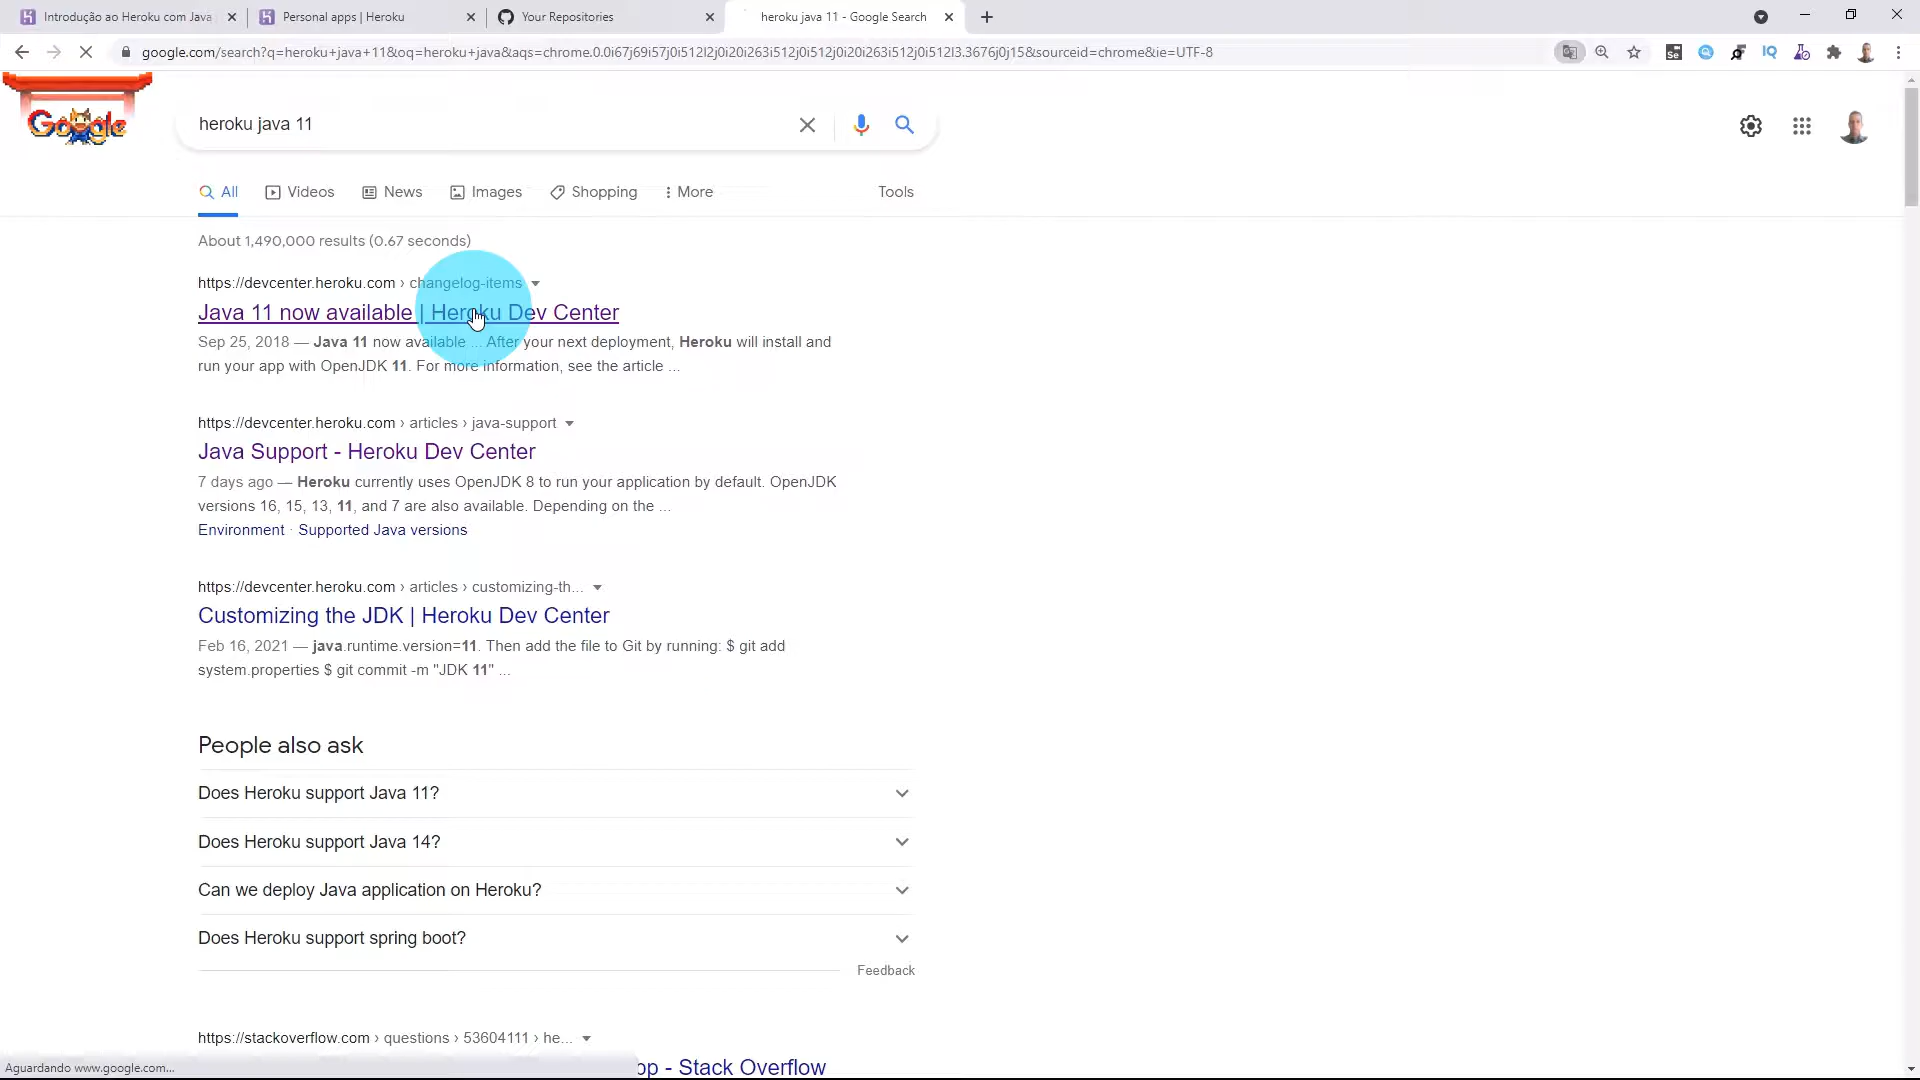 Introdução ao Heroku com Java
Personal apps | Heroku
Your Repositories
heroku java 11 - Google Search
google.com/search?q=heroku+java+11&oq=heroku+java&aqs=chrome.0.0i67j69i57j0i512l2j0i20i263i512j0i512j0i20i263i512j0i512l3.3676j0j15&sourceid=chrome&ie=UTF-8
Google
heroku java 11
All
Videos
News
Images
Shopping
More
Tools
About 1,490,000 results (0.67 seconds)
https://devcenter.heroku.com › changelog-items
Java 11 now available | Heroku Dev Center
Sep 25, 2018 — Java 11 now available ... After your next deployment, Heroku will install and
run your app with OpenJDK 11. For more information, see the article ...
https://devcenter.heroku.com › articles › java-support
Java Support - Heroku Dev Center
7 days ago — Heroku currently uses OpenJDK 8 to run your application by default. OpenJDK
versions 16, 15, 13, 11, and 7 are also available. Depending on the ...
Environment · Supported Java versions
https://devcenter.heroku.com › articles › customizing-th...
Customizing the JDK | Heroku Dev Center
Feb 16, 2021 — java.runtime.version=11. Then add the file to Git by running: $ git add
system.properties $ git commit -m "JDK 11" ...
People also ask
Does Heroku support Java 11?
Does Heroku support Java 14?
Can we deploy Java application on Heroku?
Does Heroku support spring boot?
Feedback
https://stackoverflow.com › questions › 53604111 › he...
Aguardando www.google.com...
pp - Stack Overflow